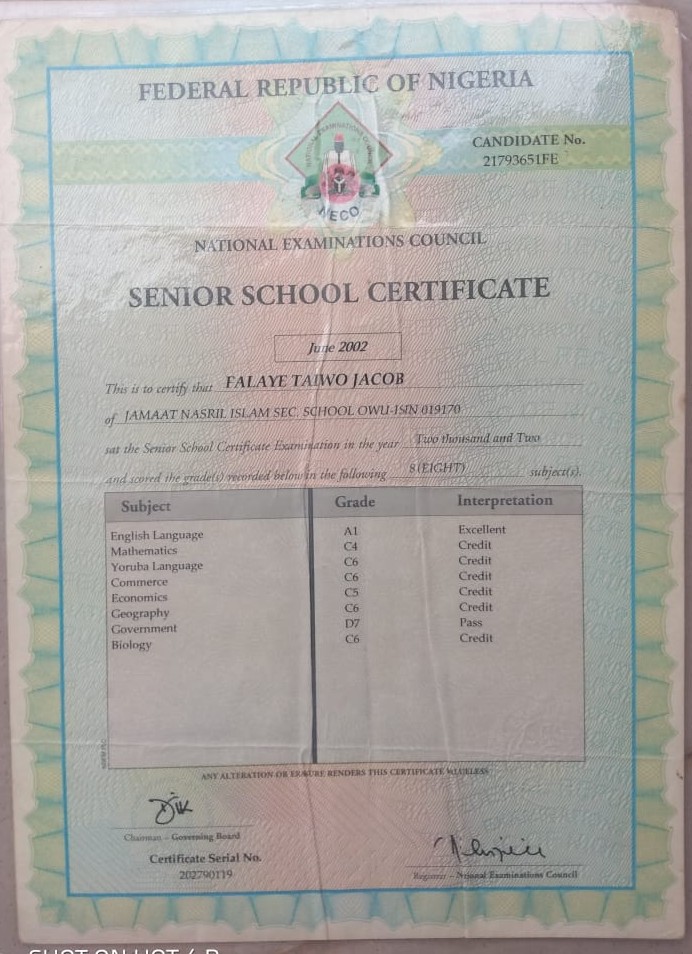 FEDERAL REPUBLIC OF NIGERIA
CANDIDATE No.
21793651FE
NATIONAL EXAMINATIONS COUNCIL
NECO
NATIONAL EXAMINATIONS COUNCIL
SENIOR SCHOOL CERTIFICATE
June 2002
This is to certify that FALAYE TAIWO JACOB
of JAMAAT NASRIL ISLAM SEC. SCHOOL OWU-ISIN 019170
sat the Senior School Certificate Examination in the year Two thousand and Two
and scored the grade(s) recorded below in the following 8(EIGHT) subject(s).
Subject Grade Interpretation
English Language A1 Excellent
Mathematics C4 Credit
Yoruba Language C6 Credit
Commerce C6 Credit
Economics C5 Credit
Geography C6 Credit
Government D7 Pass
Biology C6 Credit
ANY ALTERATION OR ERASURE RENDERS THIS CERTIFICATE VALUELESS
Chairman – Governing Board
Certificate Serial No.
202790119
Registrar – National Examinations Council